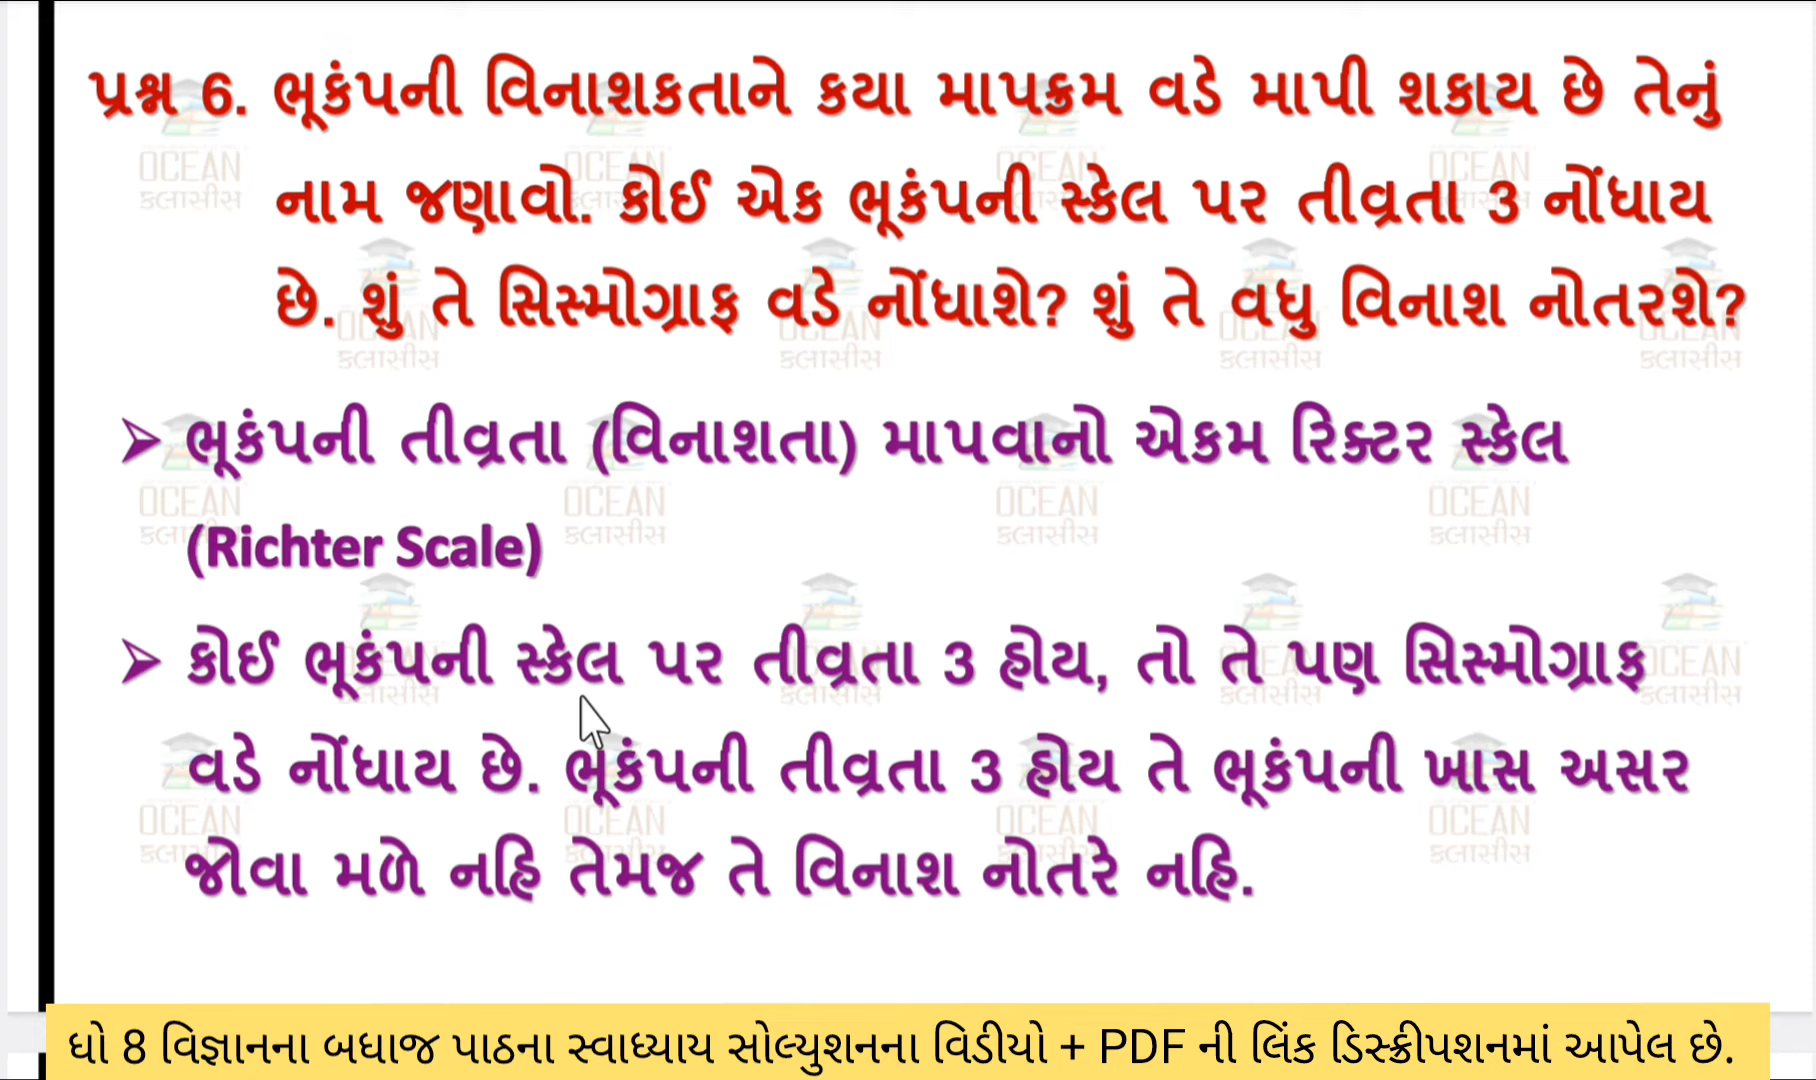 પ્રશ્ન 6. ભૂકંપની વિનાશકતાને કયા માપક્રમ વડે માપી શકાય છે તેનું
નામ જણાવો. કોઈ એક ભૂકંપની સ્કેલ પર તીવ્રતા 3 નોંધાય
છે. શું તે સિસ્મોગ્રાફ વડે નોંધાશે? શું તે વધુ વિનાશ નોતરશે?
➢ ભૂકંપની તીવ્રતા (વિનાશતા) માપવાનો એકમ રિક્ટર સ્કેલ
(Richter Scale)
➢ કોઈ ભૂકંપની સ્કેલ પર તીવ્રતા 3 હોય, તો તે પણ સિસ્મોગ્રાફ
વડે નોંધાય છે. ભૂકંપની તીવ્રતા 3 હોય તે ભૂકંપની ખાસ અસર
જોવા મળે નહિ તેમજ તે વિનાશ નોતરે નહિ.
ધો 8 વિજ્ઞાનના બધાજ પાઠના સ્વાધ્યાય સોલ્યુશનના વિડીયો + PDF ની લિંક ડિસ્ક્રીપશનમાં આપેલ છે.
OCEAN
ક્લાસીસ